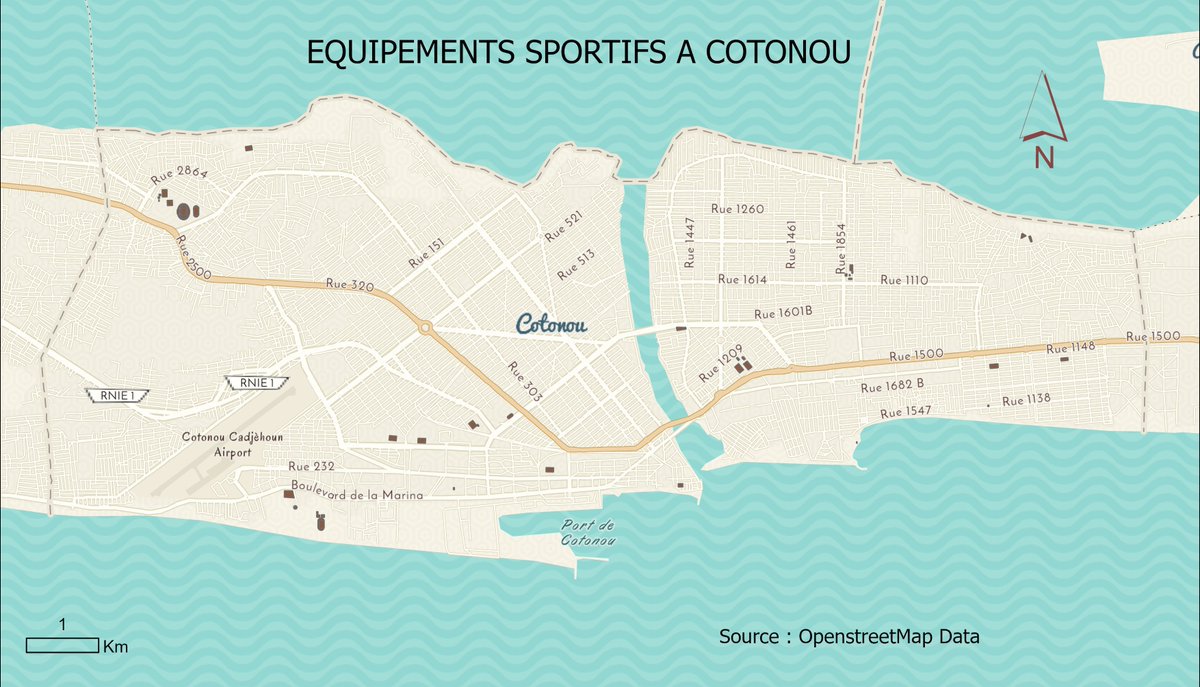 EQUIPEMENTS SPORTIFS A COTONOU
N
Rue 2864
Rue 2500
Rue 151
Rue 521
Rue 513
Rue 320
Cotonou
Rue 303
Rue 1447
Rue 1260
Rue 1461
Rue 1854
Rue 1614
Rue 1110
Rue 1601B
Rue 1209
Rue 1500
Rue 1148
Rue 1500
Rue 1682 B
Rue 1138
Rue 1547
RNIE 1
RNIE 1
Cotonou Cadjèhoun
Airport
Rue 232
Boulevard de la Marina
Port de
Cotonou
1
Km
Source : OpenstreetMap Data